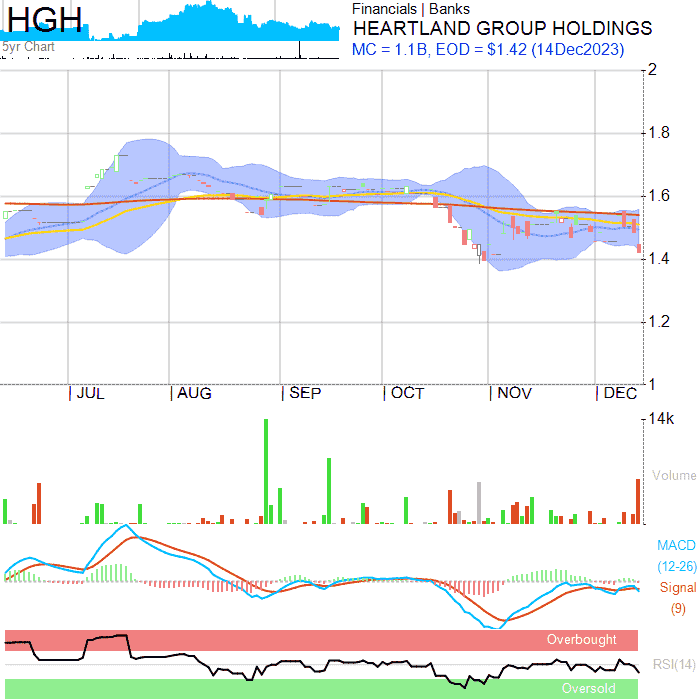 HGH
5yr Chart
Financials | Banks
HEARTLAND GROUP HOLDINGS
MC = 1.1B, EOD = $1.42 (14Dec2023)
2
1.8
1.6
1.4
1.2
1
JUL AUG SEP OCT NOV DEC
14k
Volume
MACD
(12-26)
Signal
(9)
Overbought
RSI(14)
Oversold